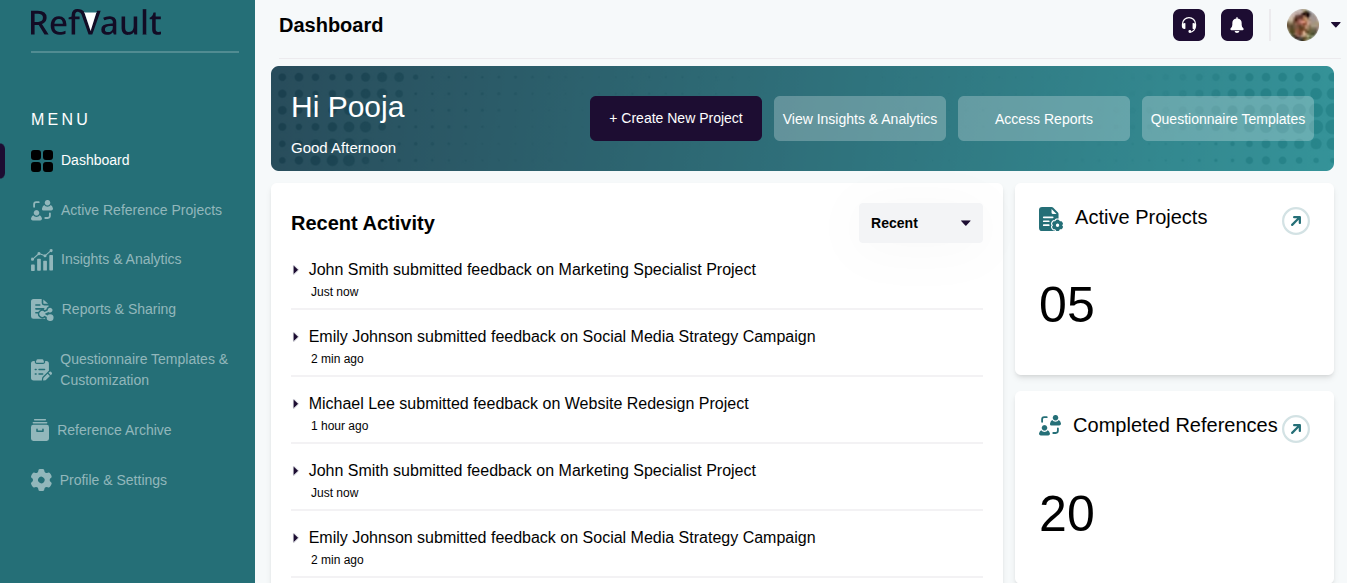 RefVault
MENU
Dashboard
Active Reference Projects
Insights & Analytics
Reports & Sharing
Questionnaire Templates &
Customization
Reference Archive
Profile & Settings
Dashboard
Hi Pooja
Good Afternoon
+ Create New Project
View Insights & Analytics
Access Reports
Questionnaire Templates
Recent Activity
Recent
John Smith submitted feedback on Marketing Specialist Project
Just now
Emily Johnson submitted feedback on Social Media Strategy Campaign
2 min ago
Michael Lee submitted feedback on Website Redesign Project
1 hour ago
John Smith submitted feedback on Marketing Specialist Project
Just now
Emily Johnson submitted feedback on Social Media Strategy Campaign
2 min ago
Active Projects
05
Completed References
20